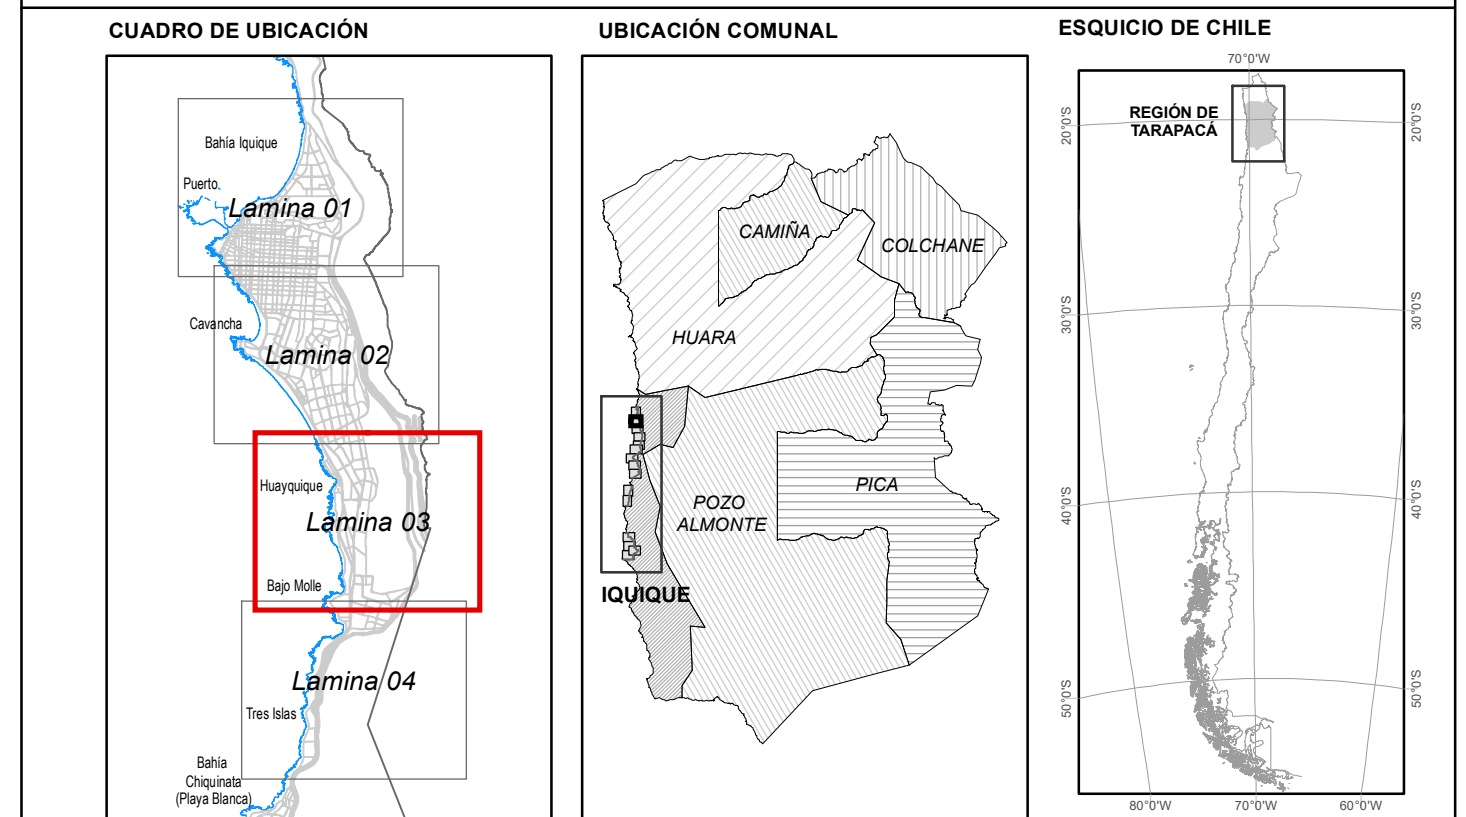 CUADRO DE UBICACIÓN
Bahía Iquique
Puerto
Lamina 01
Cavancha
Lamina 02
Huayquique
Lamina 03
Bajo Molle
Lamina 04
Tres Islas
Bahía
Chiquinata
(Playa Blanca)
UBICACIÓN COMUNAL
CAMIÑA
COLCHANE
HUARA
PICA
POZO
ALMONTE
IQUIQUE
ESQUICIO DE CHILE
70°0'W
REGIÓN DE
TARAPACÁ
20°0'S
20°0'S
30°0'S
30°0'S
40°0'S
40°0'S
50°0'S
50°0'S
80°0'W
70°0'W
60°0'W